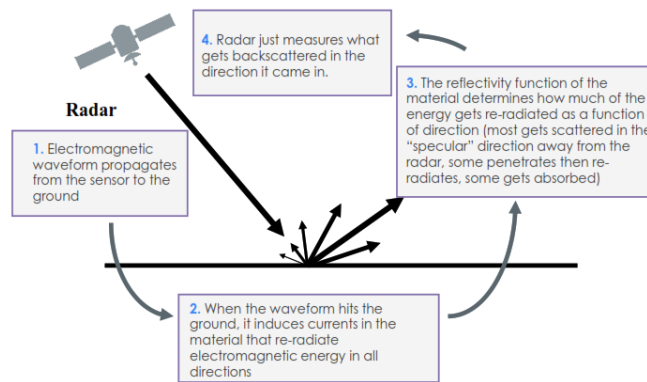 Radar
1. Electromagnetic
waveform propagates
from the sensor to the
ground
2. When the waveform hits the
ground, it induces currents in the
material that re-radiate
electromagnetic energy in all
directions
3. The reflectivity function of the
material determines how much of the
energy gets re-radiated as a function
of direction (most gets scattered in the
“specular” direction away from the
radar, some penetrates then re-
radiates, some gets absorbed)
4. Radar just measures what
gets backscattered in the
direction it came in.